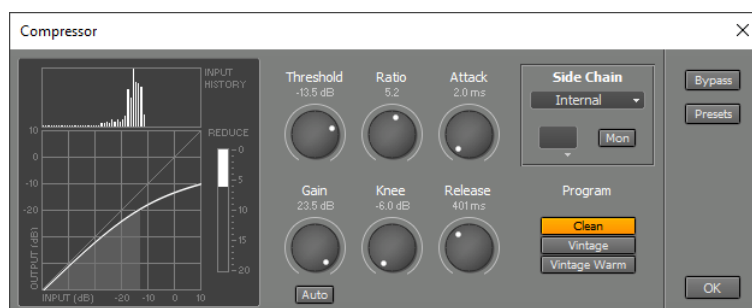 Compressor
INPUT
HISTORY
10
0
-10
-20
OUTPUT (dB)
INPUT (dB)
-20
-10
0
10
REDUCE
0
5
10
15
20
Threshold
-13.5 dB
Ratio
5.2
Attack
2.0 ms
Gain
23.5 dB
Auto
Knee
-6.0 dB
Release
401 ms
Side Chain
Internal
Mon
Program
Clean
Vintage
Vintage Warm
Bypass
Presets
OK